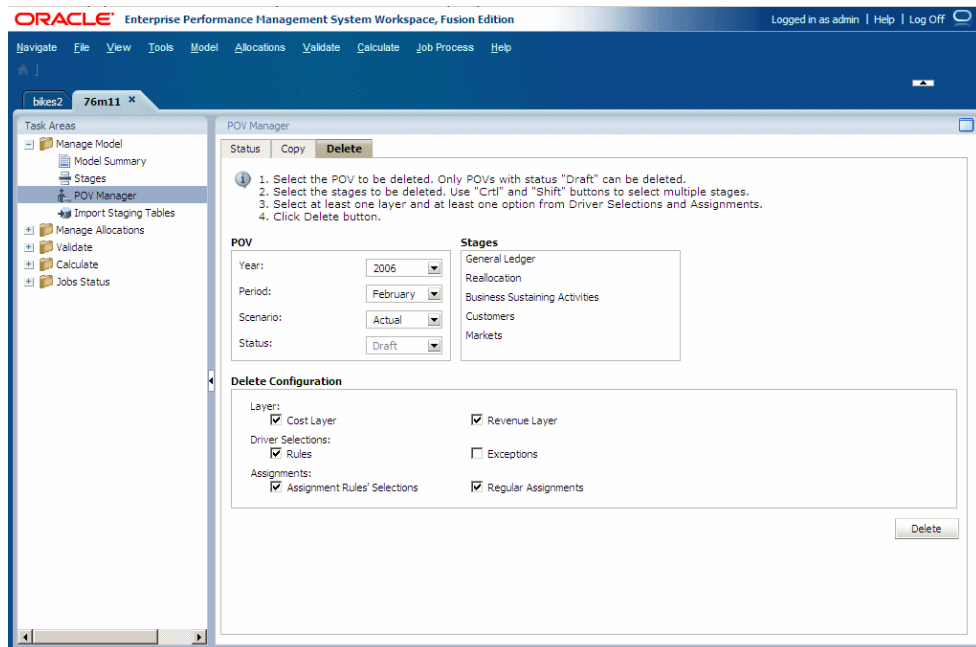 ORACLE® Enterprise Performance Management System Workspace, Fusion Edition Logged in as admin | Help | Log Off
Navigate File View Tools Model Allocations Validate Calculate Job Process Help
bikes2 76m11 ×
Task Areas
Manage Model
Model Summary
Stages
POV Manager
Import Staging Tables
Manage Allocations
Validate
Calculate
Jobs Status
POV Manager
Status Copy Delete
1. Select the POV to be deleted. Only POVs with status "Draft" can be deleted.
2. Select the stages to be deleted. Use "Crtl" and "Shift" buttons to select multiple stages.
3. Select at least one layer and at least one option from Driver Selections and Assignments.
4. Click Delete button.
POV
Year: 2006
Period: February
Scenario: Actual
Status: Draft
Stages
General Ledger
Reallocation
Business Sustaining Activities
Customers
Markets
Delete Configuration
Layer:
Cost Layer Revenue Layer
Driver Selections:
Rules Exceptions
Assignments:
Assignment Rules' Selections Regular Assignments
Delete